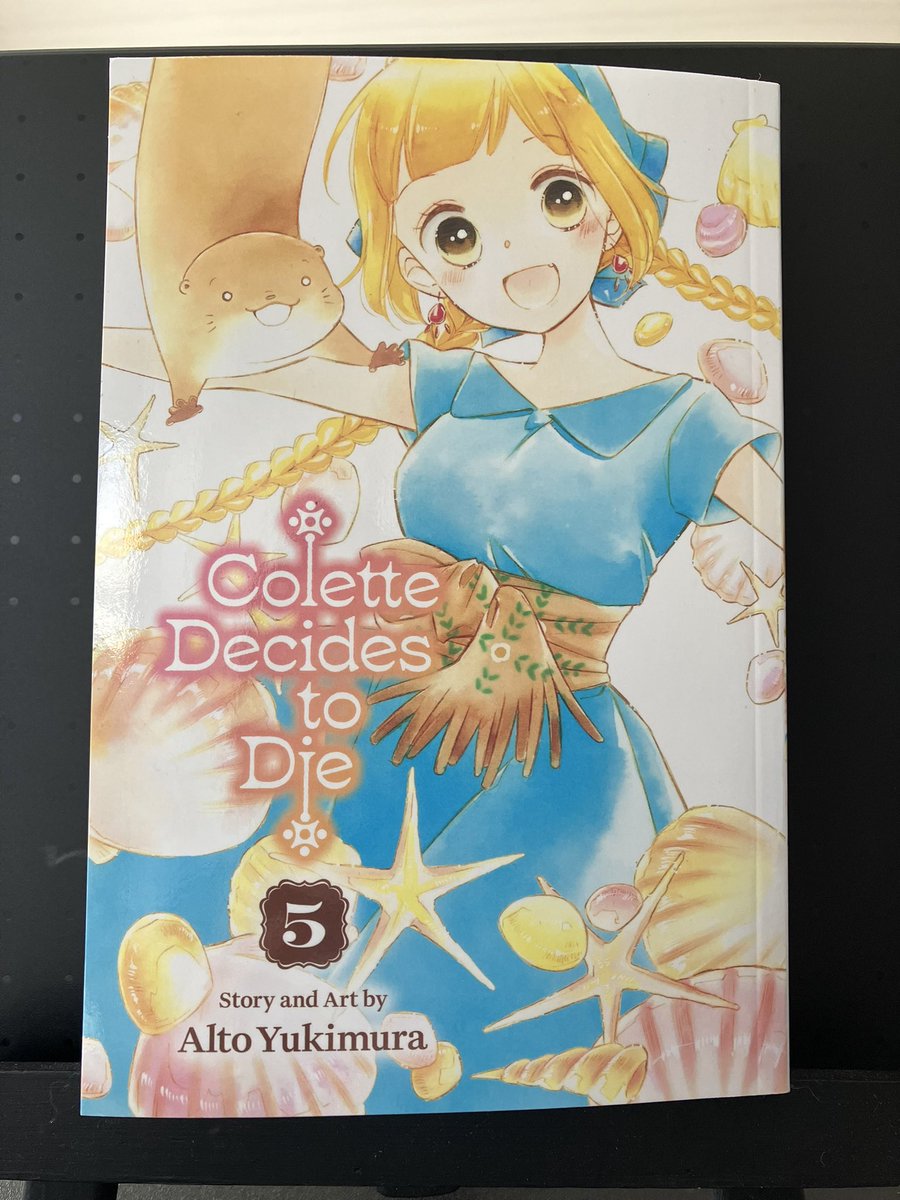 Colette
Decides
to
Die
5
Story and Art by
Alto Yukimura